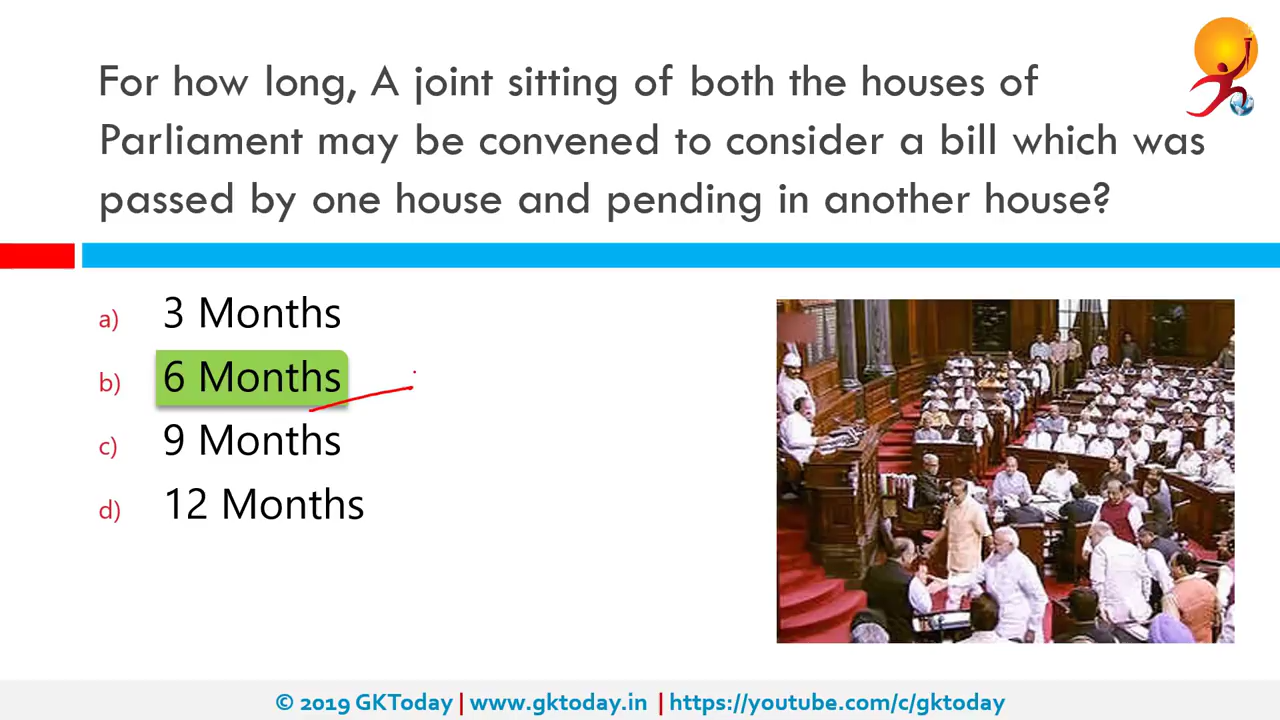 For how long, A joint sitting of both the houses of
Parliament may be convened to consider a bill which was
passed by one house and pending in another house?
a) 3 Months
b) 6 Months
c) 9 Months
d) 12 Months
© 2019 GKToday | www.gktoday.in | https://youtube.com/c/gktoday